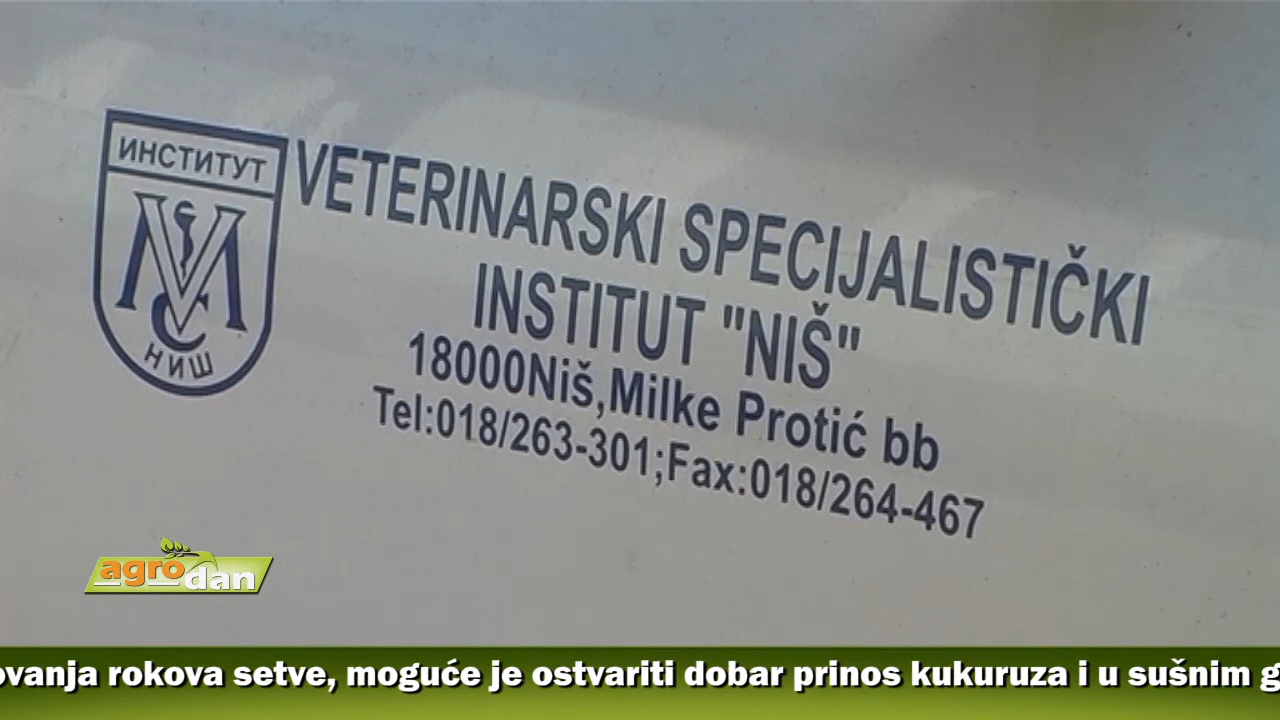 ИНСТИТУТ
VMC
НИШ
VETERINARSKI SPECIJALISTIČKI
INSTITUT "NIŠ"
18000Niš,Milke Protić bb
Tel:018/263-301;Fax:018/264-467
agro
dan
rokova setve, moguće je ostvariti dobar prinos kukuruza i u sušnim